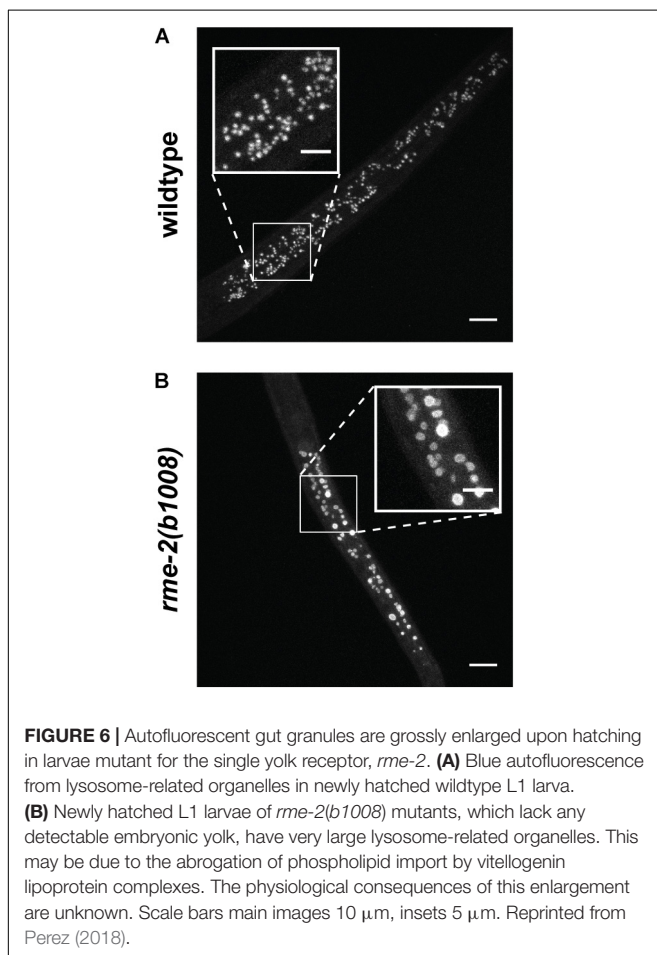 A
wildtype
B
rme-2(b1008)
FIGURE 6 | Autofluorescent gut granules are grossly enlarged upon hatching
in larvae mutant for the single yolk receptor, rme-2. (A) Blue autofluorescence
from lysosome-related organelles in newly hatched wildtype L1 larva.
(B) Newly hatched L1 larvae of rme-2(b1008) mutants, which lack any
detectable embryonic yolk, have very large lysosome-related organelles. This
may be due to the abrogation of phospholipid import by vitellogenin
lipoprotein complexes. The physiological consequences of this enlargement
are unknown. Scale bars main images 10 μm, insets 5 μm. Reprinted from
Perez (2018).